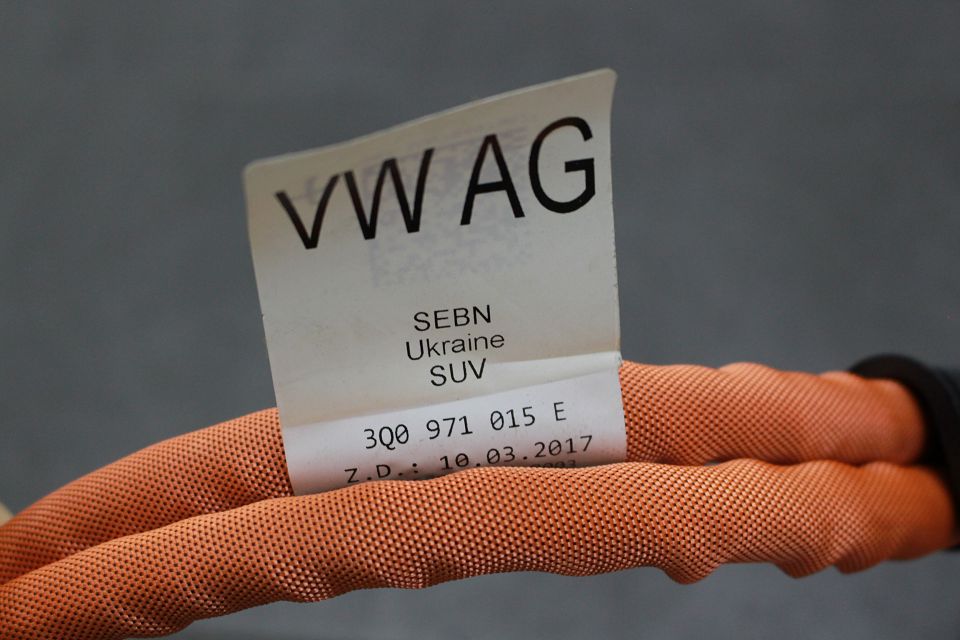 VW AG
SEBN
Ukraine
SUV
3Q0 971 015 E
Z.D.: 10.03.2017